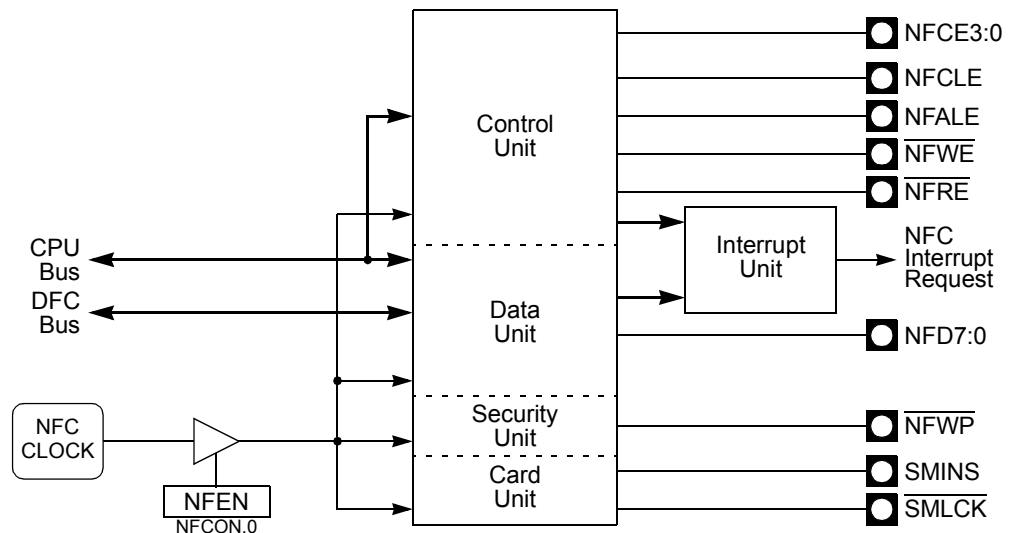 NFCE3:0
NFCLE
NFALE
NFWE
NFRE
Control
Unit
CPU
Bus
DFC
Bus
Interrupt
Unit
NFC
Interrupt
Request
Data
Unit
NFD7:0
NFC
CLOCK
NFEN
NFCON.0
Security
Unit
NFWP
Card
Unit
SMINS
SMLCK